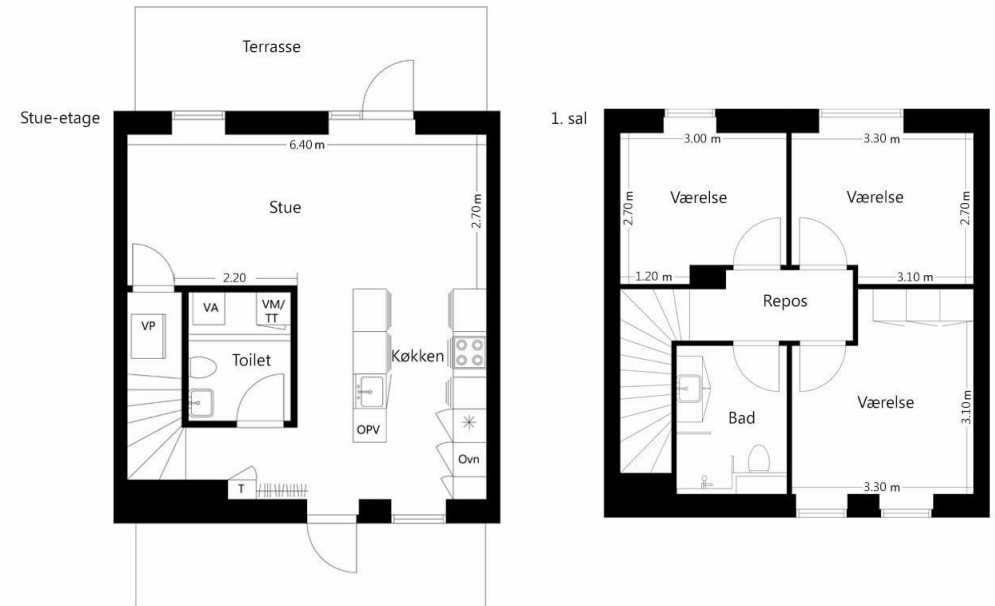 Terrasse
Stue-etage
6.40 m
Stue
2.70 m
2.20
VP
VA
VM/
TT
Toilet
Køkken
OPV
Ovn
T
1. sal
3.00 m
3.30 m
Værelse
Værelse
2.70 m
2.70 m
1.20 m
3.10 m
Repos
Værelse
Bad
3.10 m
3.30 m